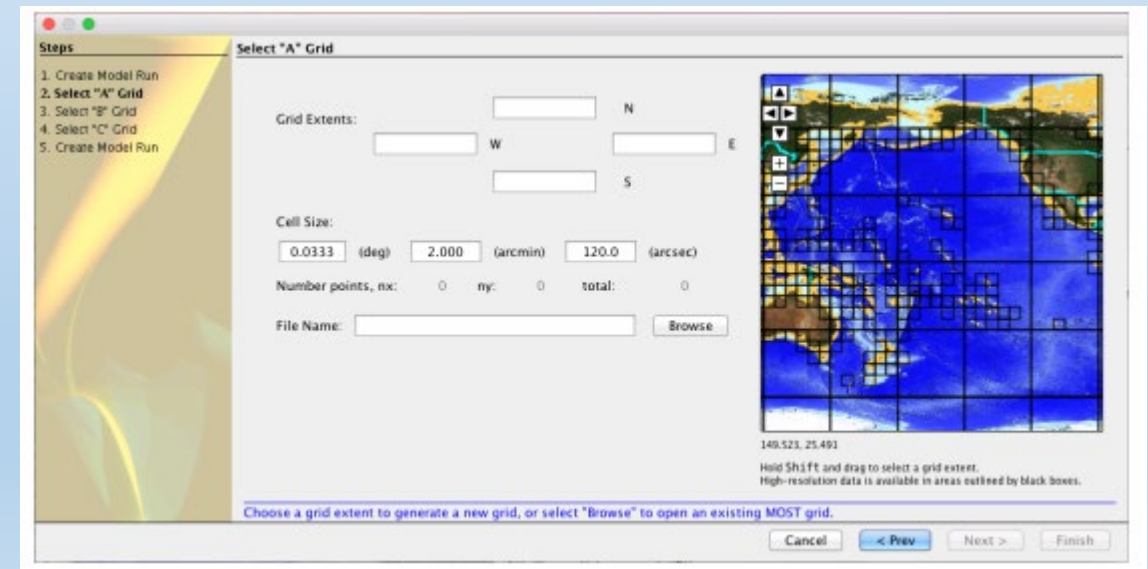 Steps
1. Create Model Run
2. Select "A" Grid
3. Select "B" Grid
4. Select "C" Grid
5. Create Model Run
Select "A" Grid
Grid Extents:
N
W
E
S
Cell Size:
0.0333 (deg) 2.000 (arcmin) 120.0 (arcsec)
Number points, nx: 0 ny: 0 total: 0
File Name: Browse
149.523, 25.491
Hold Shift and drag to select a grid extent.
High-resolution data is available in areas outlined by black boxes.
Choose a grid extent to generate a new grid, or select "Browse" to open an existing MOST grid.
Cancel < Prev Next > Finish